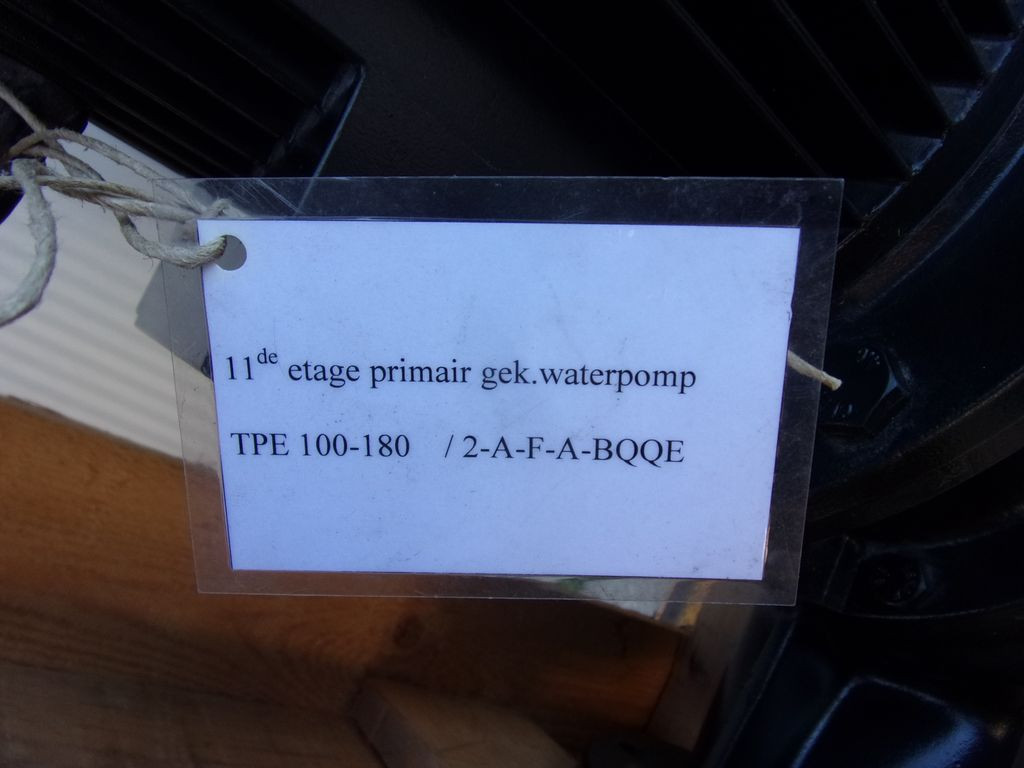 11de etage primair gek.waterpomp
TPE 100-180 / 2-A-F-A-BQQE